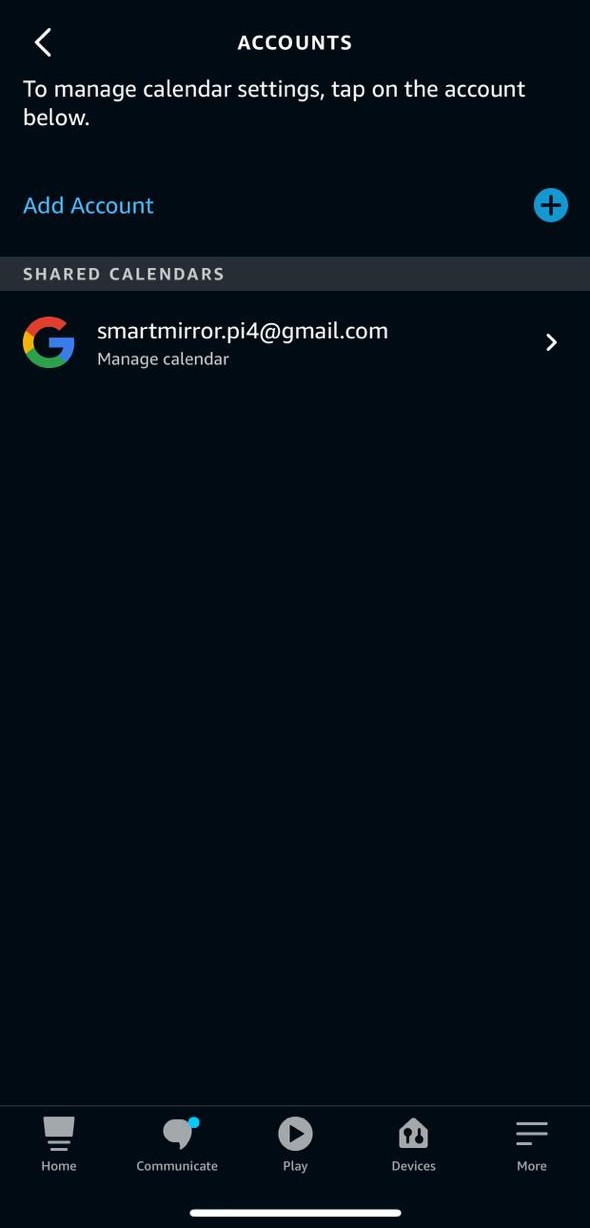 ACCOUNTS
To manage calendar settings, tap on the account
below.
Add Account
SHARED CALENDARS
smartmirror.pi4@gmail.com
Manage calendar
Home Communicate Play Devices More